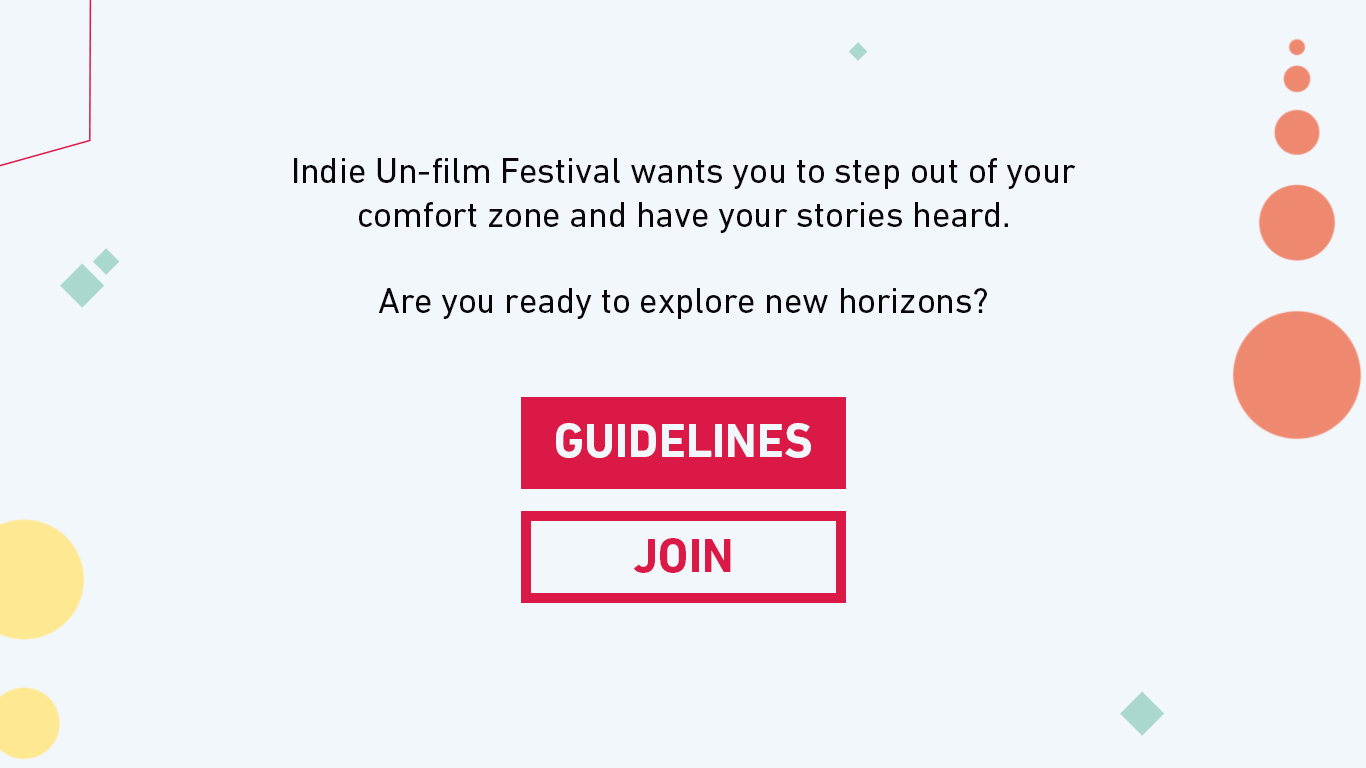 Indie Un-film Festival wants you to step out of your
comfort zone and have your stories heard.
Are you ready to explore new horizons?
GUIDELINES
JOIN